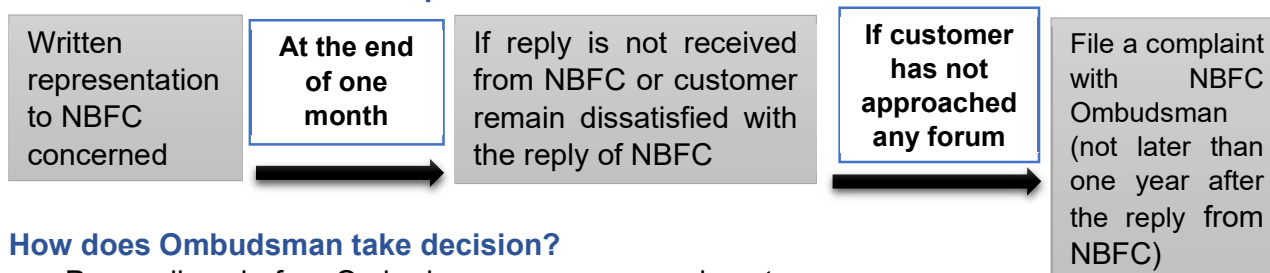 Written
representation
to NBFC
concerned
At the end
of one
month
If reply is not received
from NBFC or customer
remain dissatisfied with
the reply of NBFC
If customer
has not
approached
any forum
File a complaint
with NBFC
Ombudsman
(not later than
one year after
the reply from
NBFC)
How does Ombudsman take decision?